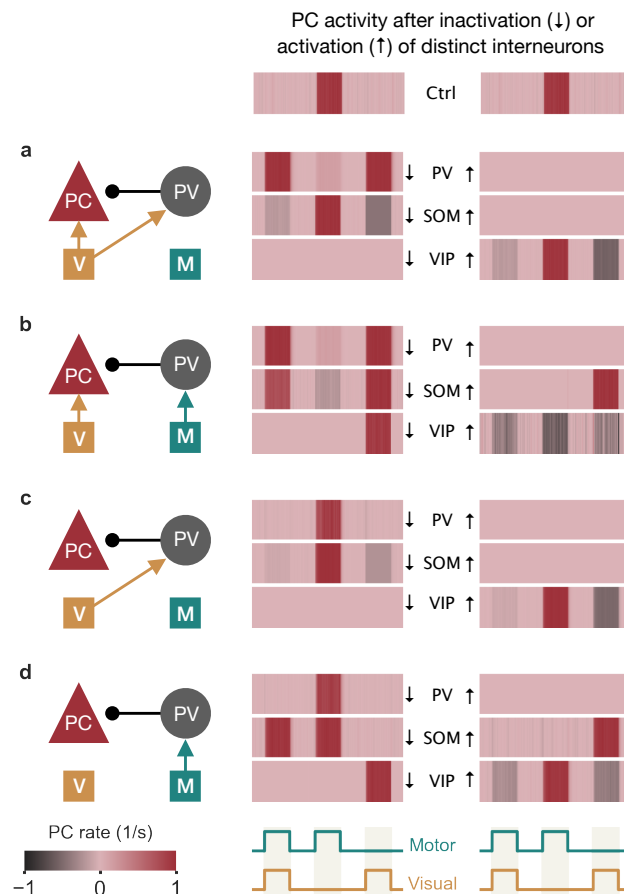 PC activity after inactivation (↓) or
activation (↑) of distinct interneurons
Ctrl
a
PC
PV
V
M
↓ PV ↑
↓ SOM ↑
↓ VIP ↑
b
PC
PV
V
M
↓ PV ↑
↓ SOM ↑
↓ VIP ↑
c
PC
PV
V
M
↓ PV ↑
↓ SOM ↑
↓ VIP ↑
d
PC
PV
V
M
↓ PV ↑
↓ SOM ↑
↓ VIP ↑
PC rate (1/s)
−1 0 1
Motor
Visual